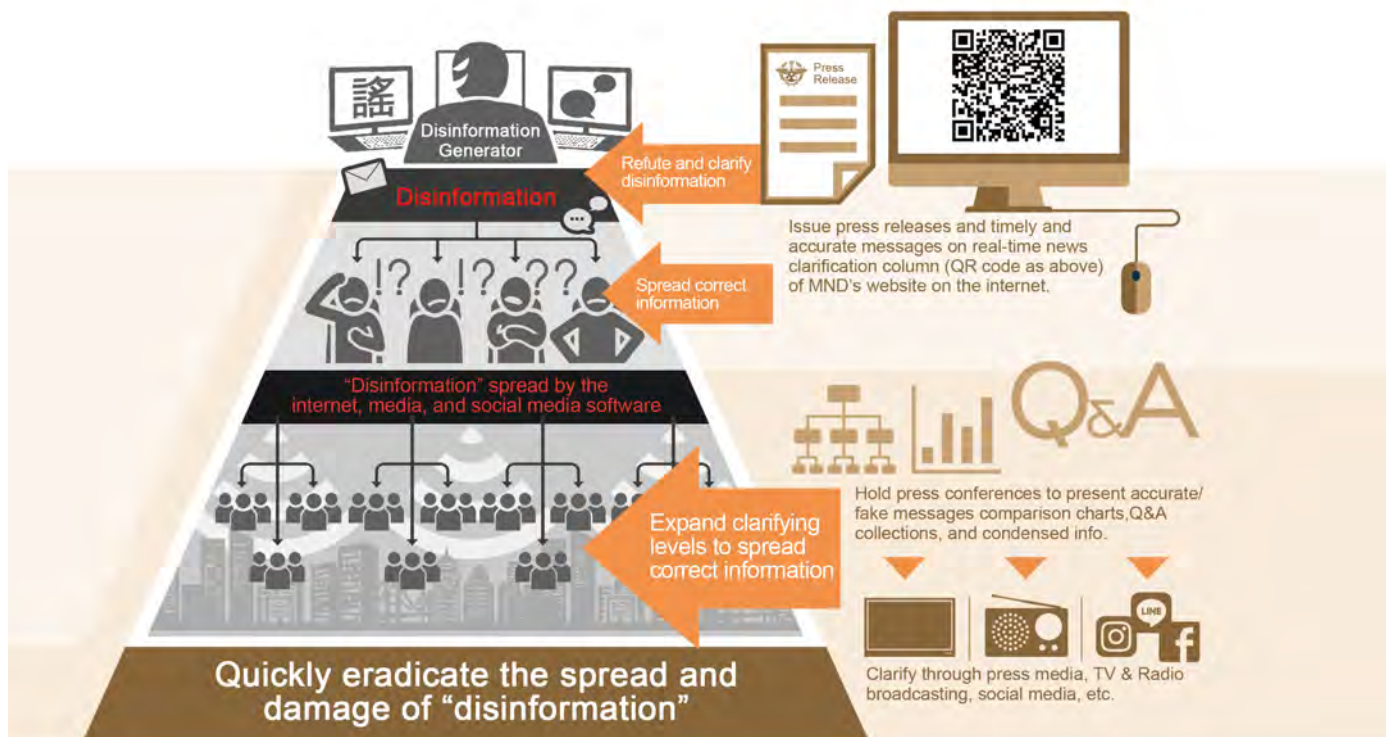 謠
Disinformation
Generator
Disinformation
Refute and clarify
disinformation
Press
Release
Issue press releases and timely and
accurate messages on real-time news
clarification column (QR code as above)
of MND's website on the internet.
!? !? ??
Spread correct
information
"Disinformation" spread by the
internet, media, and social media software
Q&A
Hold press conferences to present accurate/
fake messages comparison charts,Q&A
collections, and condensed info.
Expand clarifying
levels to spread
correct information
LINE
f
Clarify through press media, TV & Radio
broadcasting, social media, etc.
Quickly eradicate the spread and
damage of "disinformation"